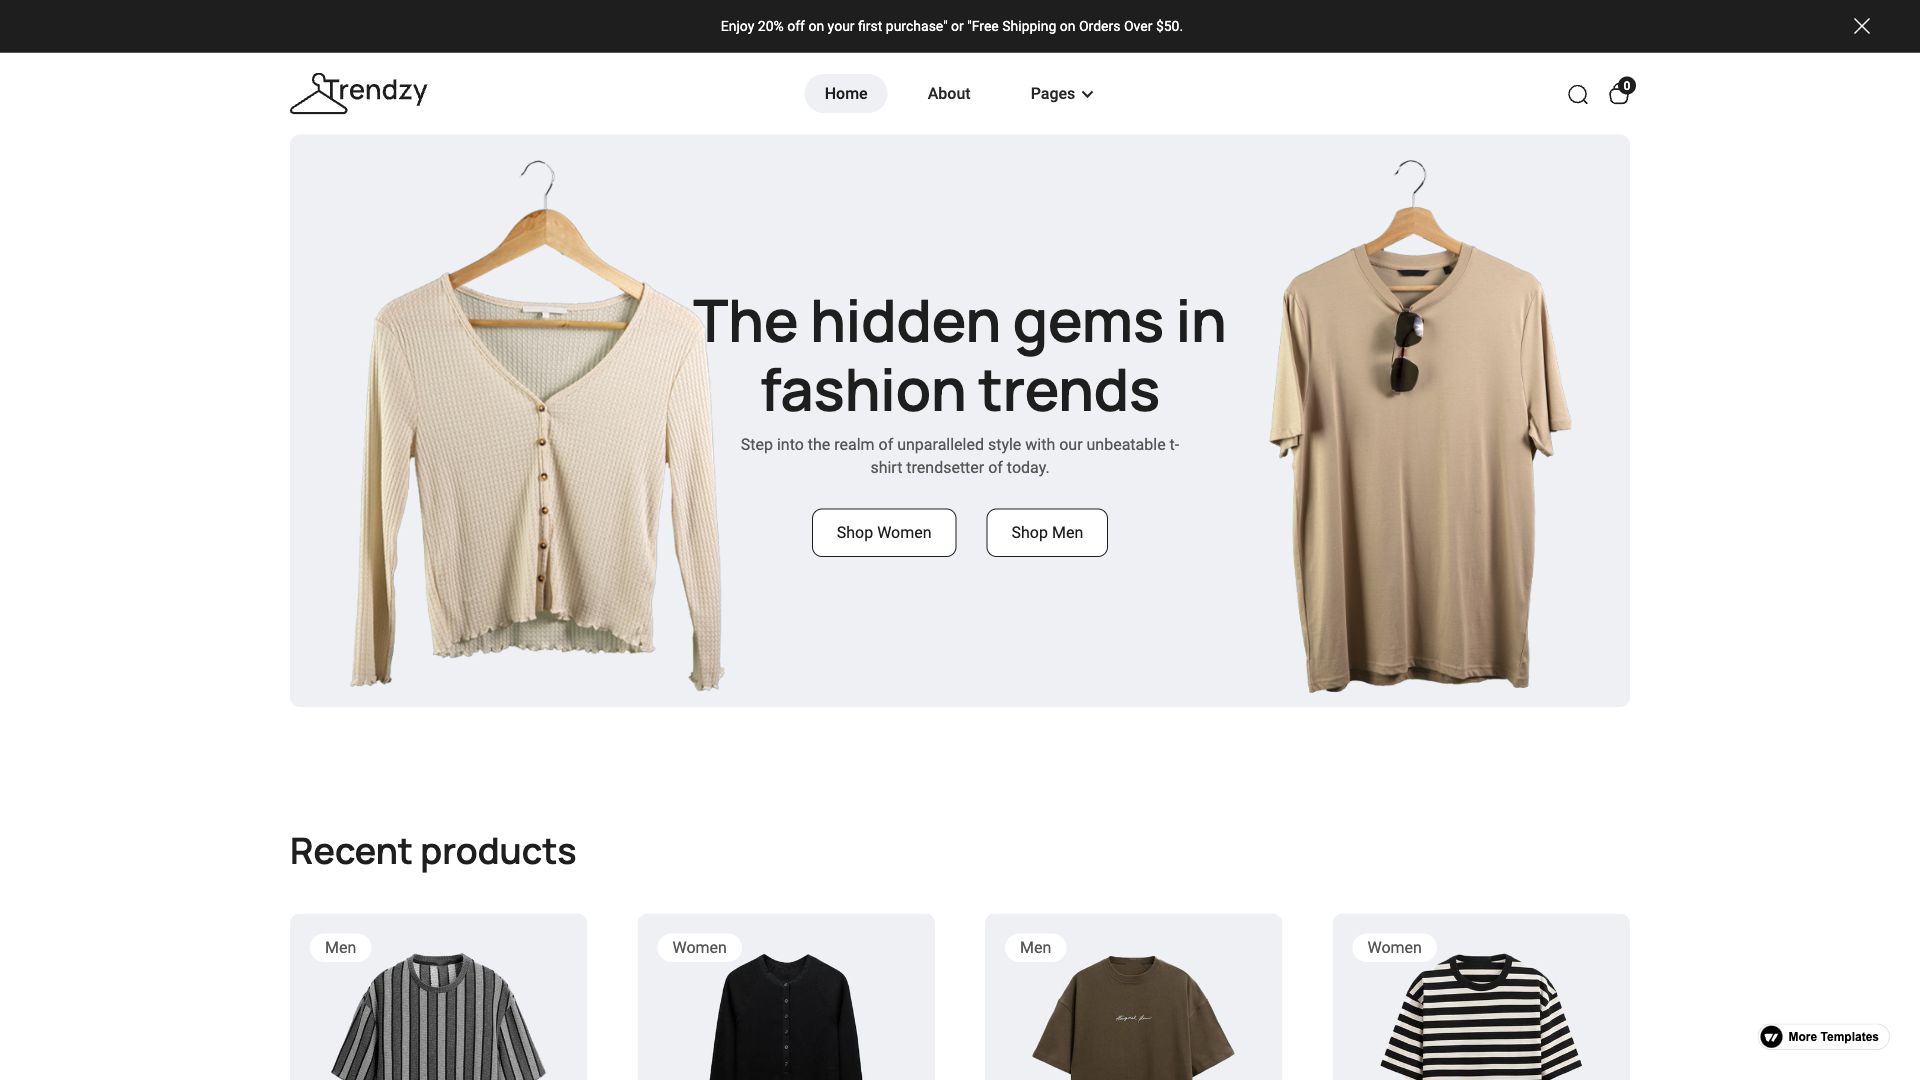 Enjoy 20% off on your first purchase" or "Free Shipping on Orders Over $50.
Trendzy
Home
About
Pages
0
The hidden gems in
fashion trends
Step into the realm of unparalleled style with our unbeatable t-
shirt trendsetter of today.
Shop Women
Shop Men
Recent products
Men
Women
Men
Women
More Templates